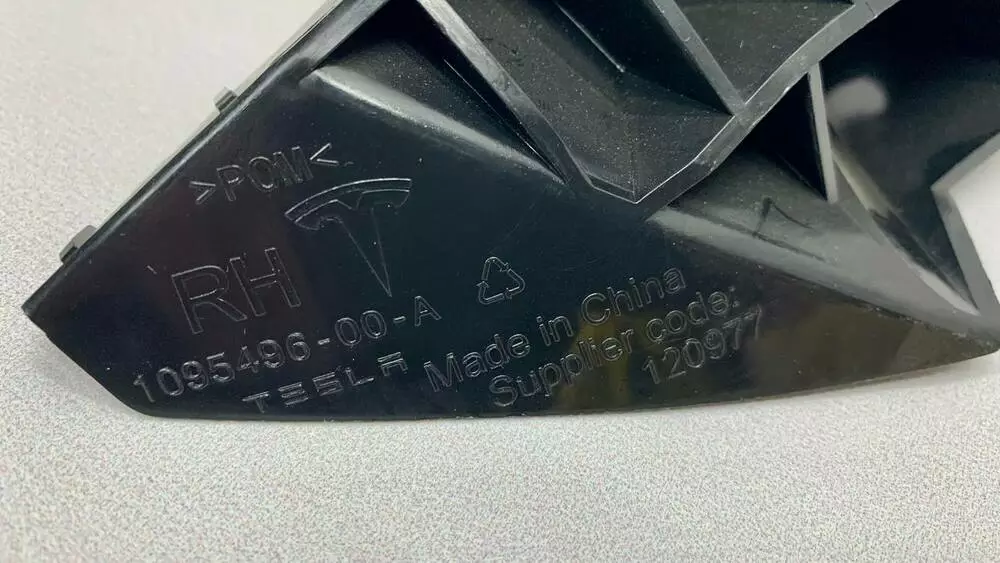 >POM<
RH
1095496-00-A
TESLA
Made in China
Supplier code:
120977